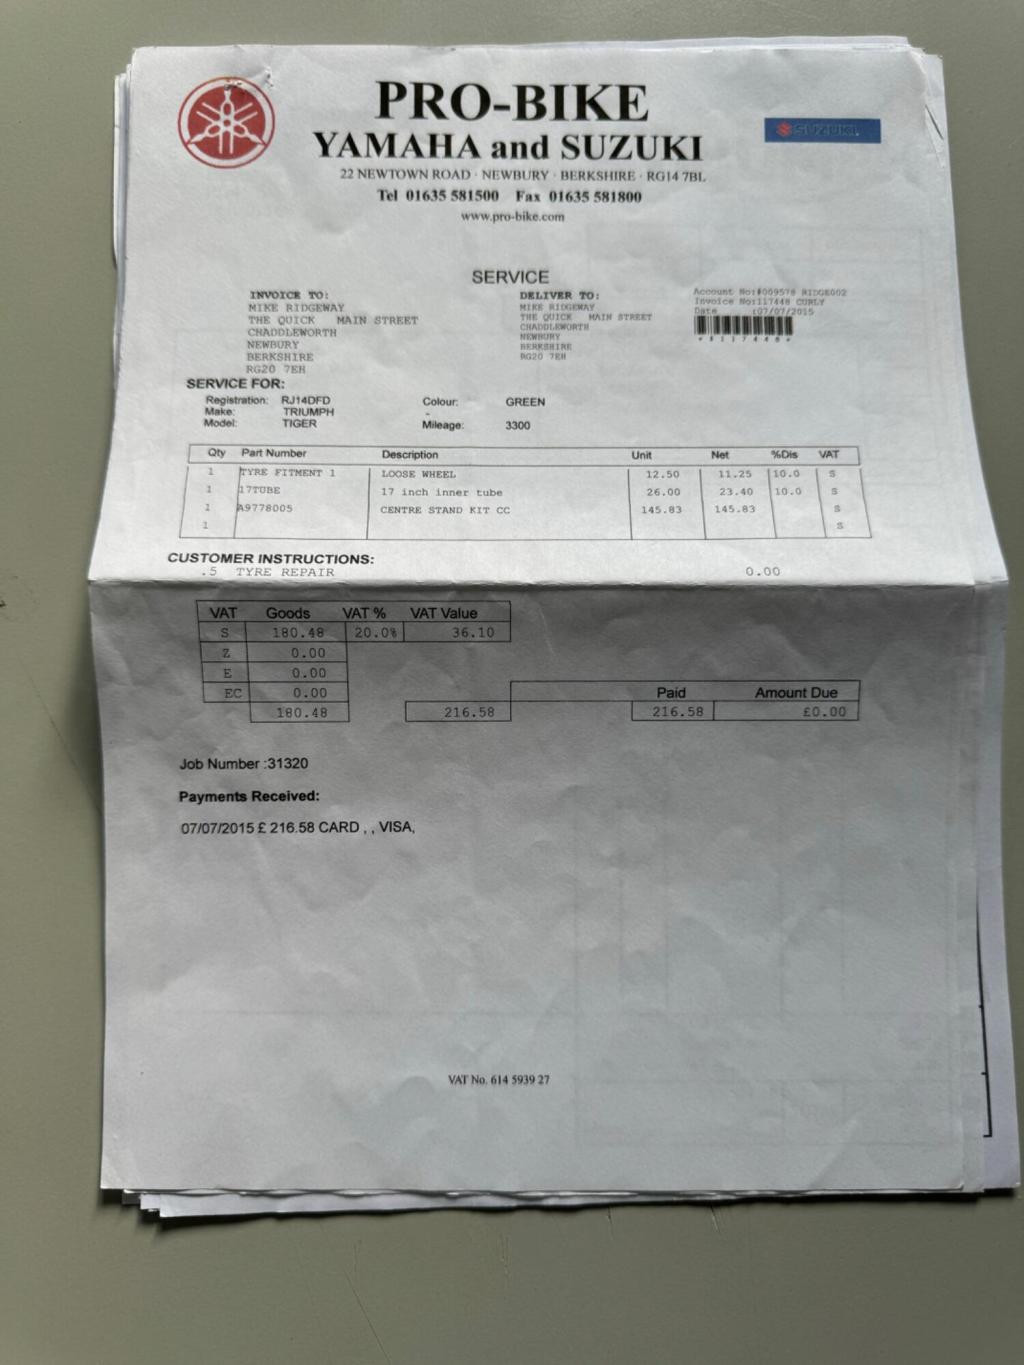 PRO-BIKE
YAMAHA and SUZUKI
SUZUKI
22 NEWTOWN ROAD · NEWBURY · BERKSHIRE · RG14 7BL
Tel 01635 581500 Fax 01635 581800
www.pro-bike.com
SERVICE
INVOICE TO:
MIKE RIDGEWAY
THE QUICK MAIN STREET
CHADDLEWORTH
NEWBURY
BERKSHIRE
RG20 7EH
DELIVER TO:
MIKE RIDGEWAY
THE QUICK MAIN STREET
CHADDLEWORTH
NEWBURY
BERKSHIRE
RG20 7EH
Account No:#009578 RIDGE002
Invoice No:117448 CURLY
Date :07/07/2015
*#117448*
SERVICE FOR:
Registration: RJ14DFD Colour: GREEN
Make: TRIUMPH -
Model: TIGER Mileage: 3300
Qty Part Number Description Unit Net %Dis VAT
1 TYRE FITMENT 1 LOOSE WHEEL 12.50 11.25 10.0 S
1 17TUBE 17 inch inner tube 26.00 23.40 10.0 S
1 A9778005 CENTRE STAND KIT CC 145.83 145.83 S
1 S
CUSTOMER INSTRUCTIONS:
.5 TYRE REPAIR 0.00
VAT Goods VAT % VAT Value
S 180.48 20.0% 36.10
Z 0.00
E 0.00
EC 0.00 Paid Amount Due
180.48 216.58 216.58 £0.00
Job Number :31320
Payments Received:
07/07/2015 £ 216.58 CARD , , VISA,
VAT No. 614 5939 27